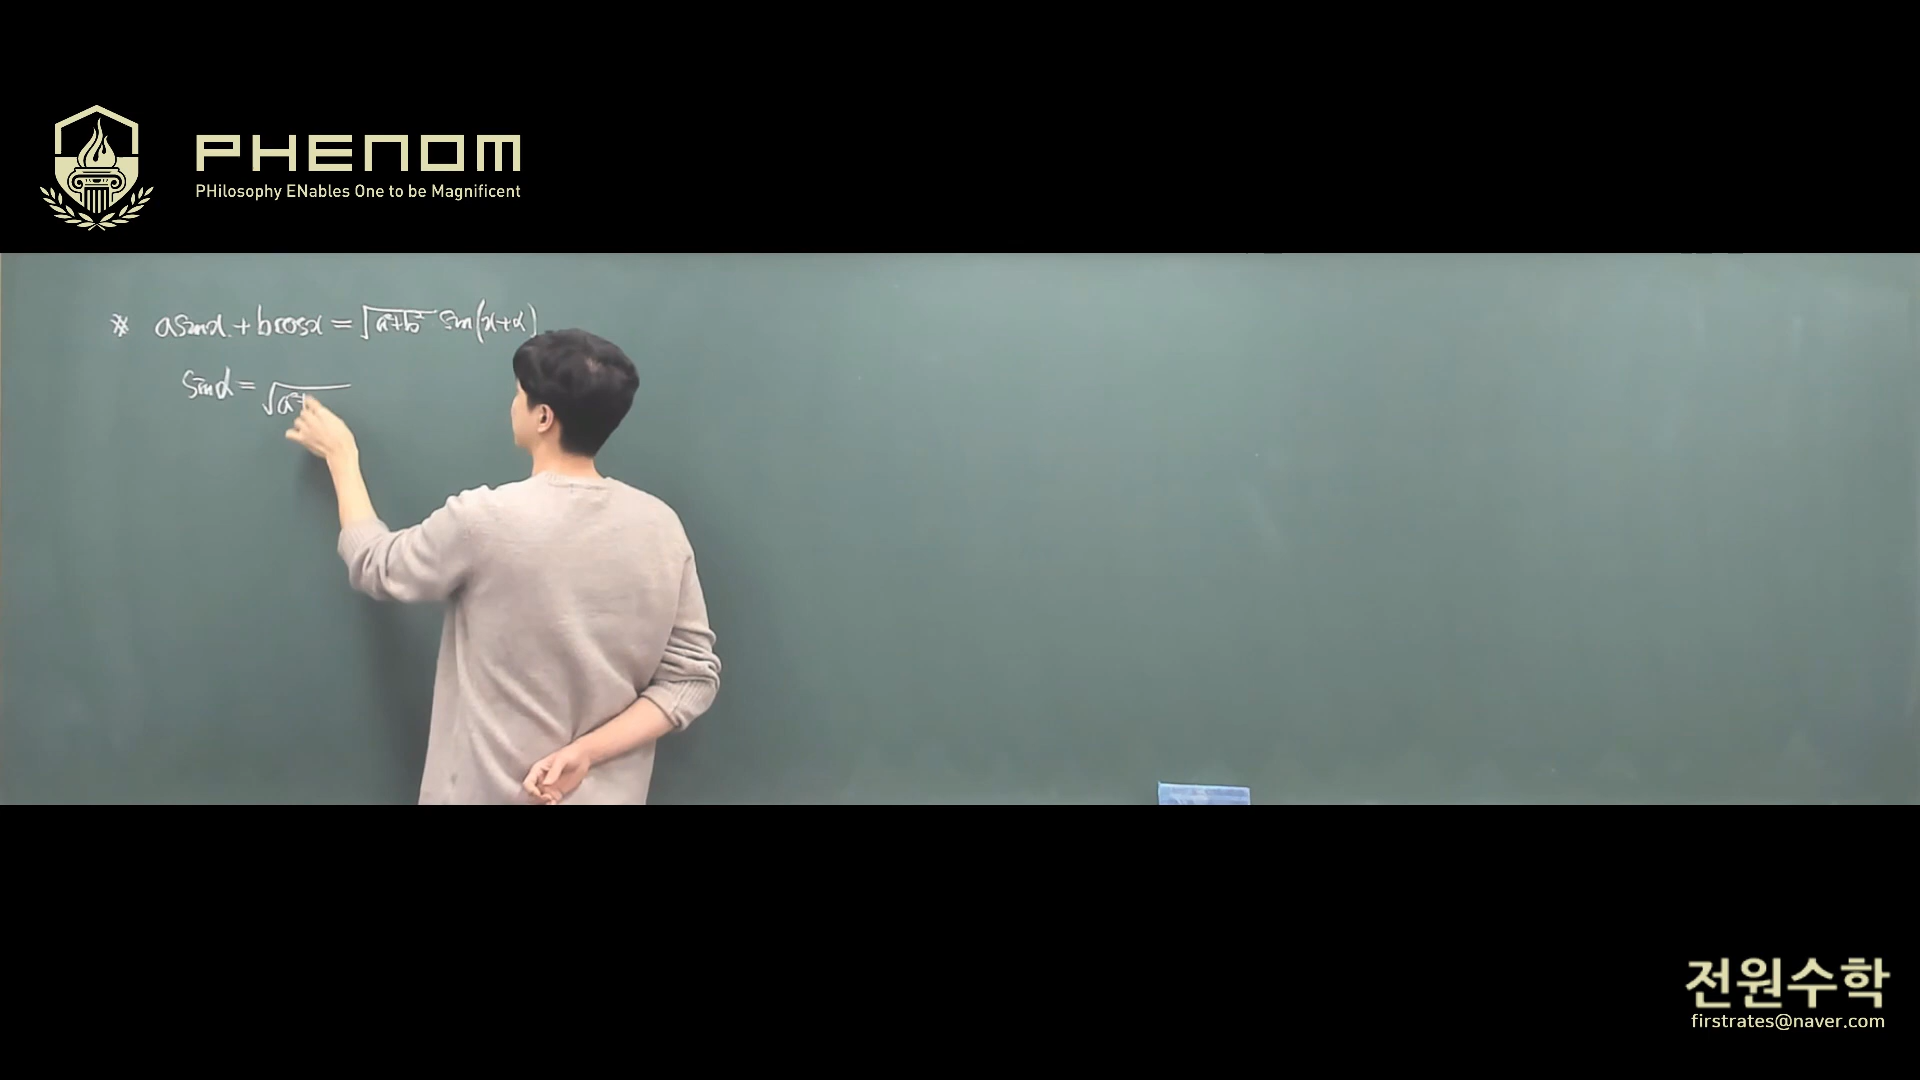 PHENOM
PHilosophy ENables One to be Magnificent
※ asinx + bcosx = √a²+b² sin(x+α)
sinα = √a²+
전원수학
firstrates@naver.com